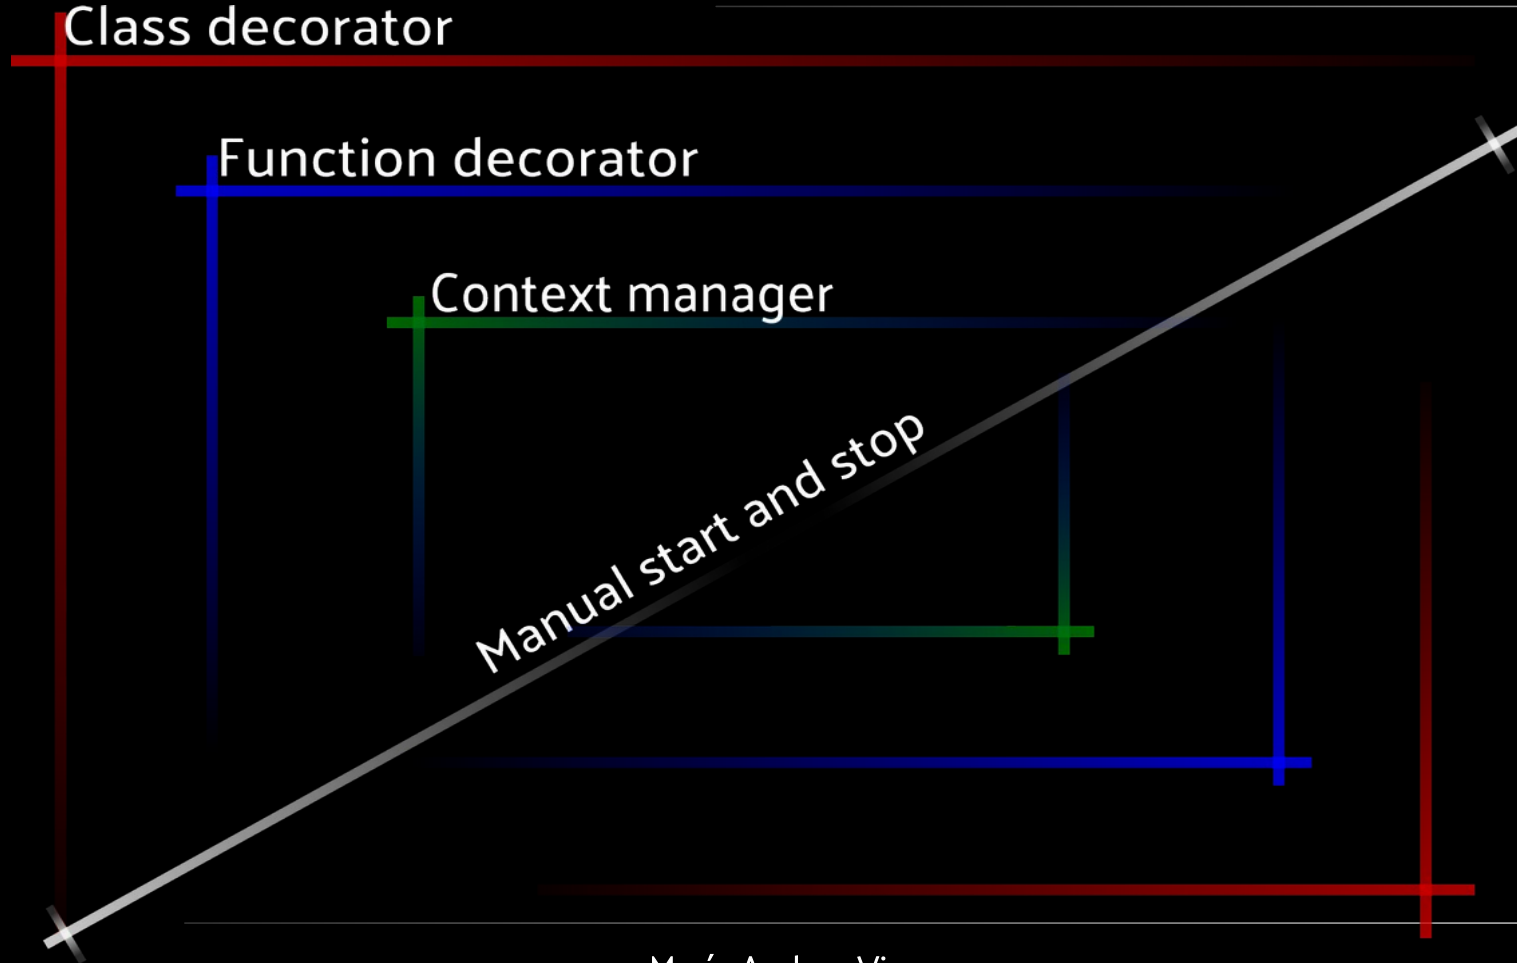 Class decorator
Function decorator
Context manager
Manual start and stop